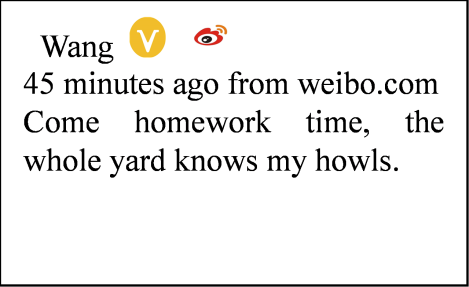 Wang V
45 minutes ago from weibo.com
Come homework time, the
whole yard knows my howls.